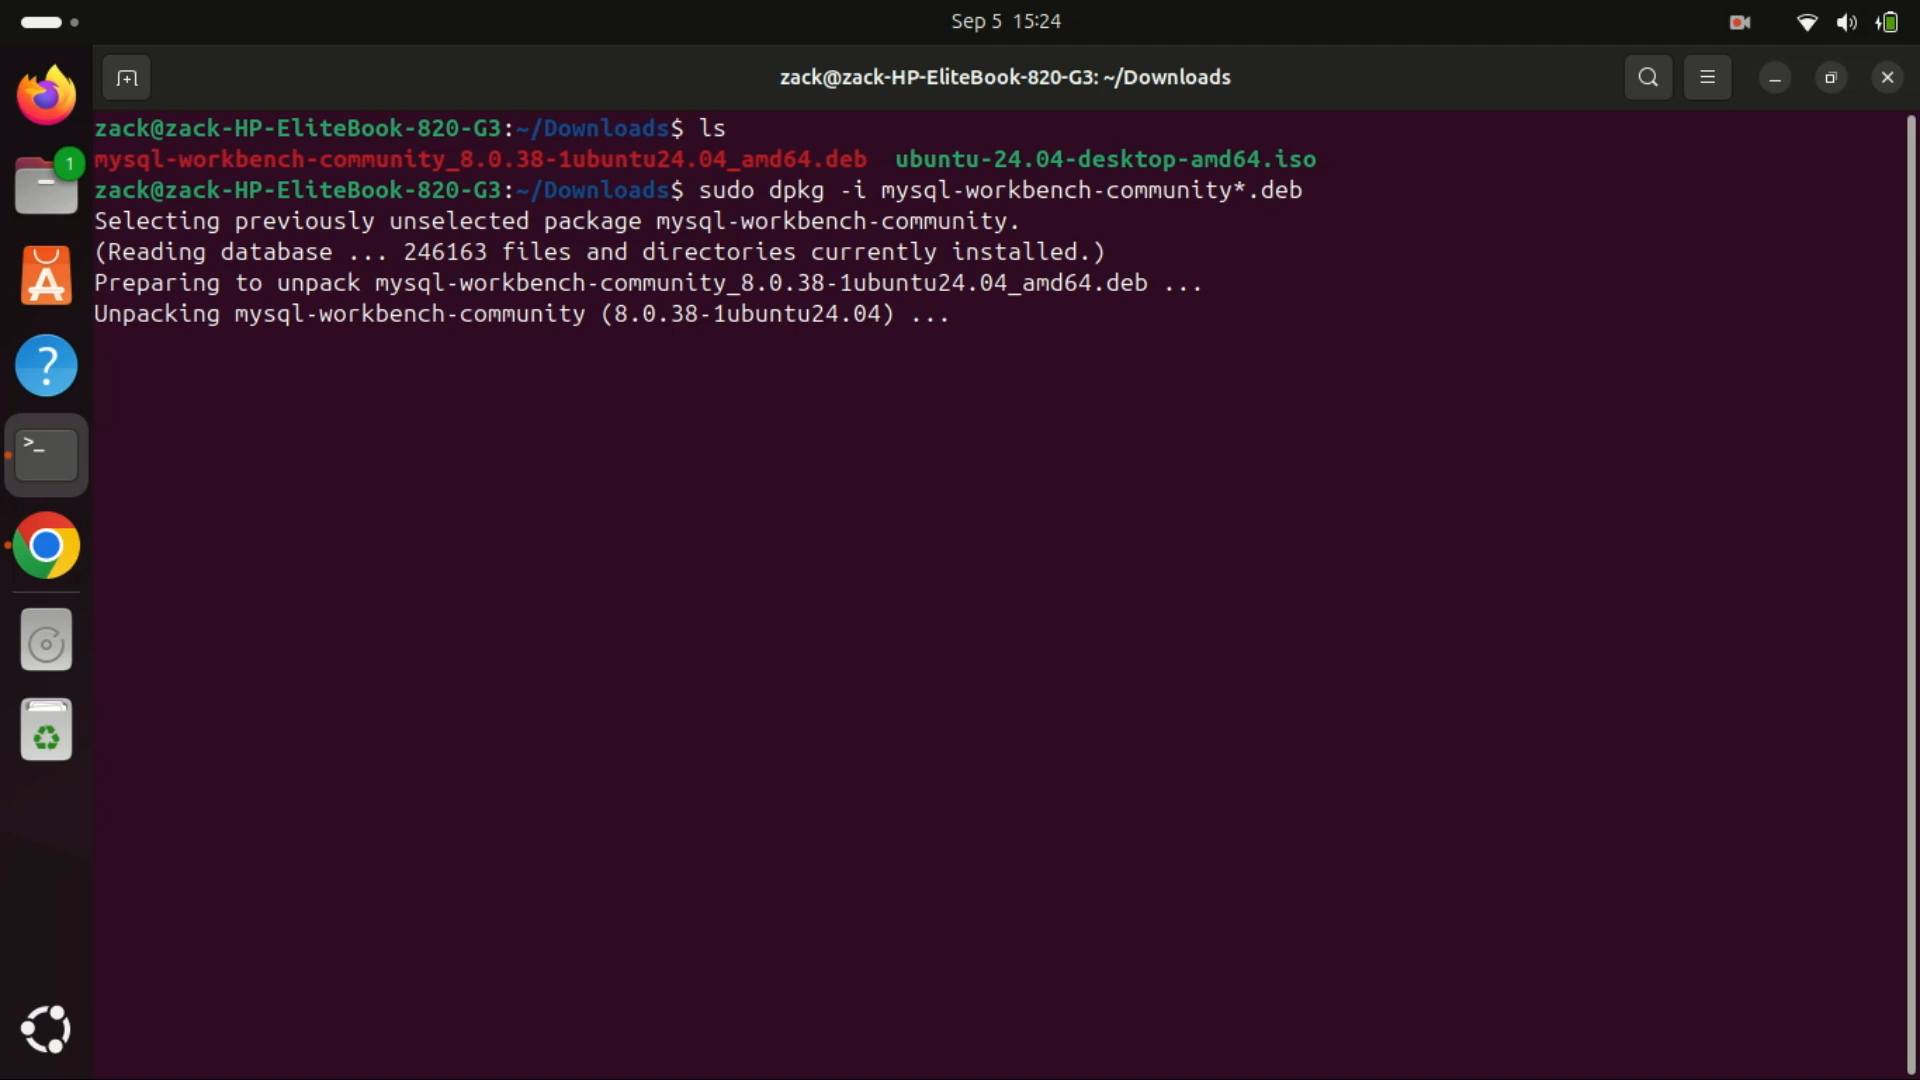 Sep 5 15:24
zack@zack-HP-EliteBook-820-G3: ~/Downloads
1
zack@zack-HP-EliteBook-820-G3:~/Downloads$ ls
mysql-workbench-community_8.0.38-1ubuntu24.04_amd64.deb ubuntu-24.04-desktop-amd64.iso
zack@zack-HP-EliteBook-820-G3:~/Downloads$ sudo dpkg -i mysql-workbench-community*.deb
Selecting previously unselected package mysql-workbench-community.
(Reading database ... 246163 files and directories currently installed.)
Preparing to unpack mysql-workbench-community_8.0.38-1ubuntu24.04_amd64.deb ...
Unpacking mysql-workbench-community (8.0.38-1ubuntu24.04) ...